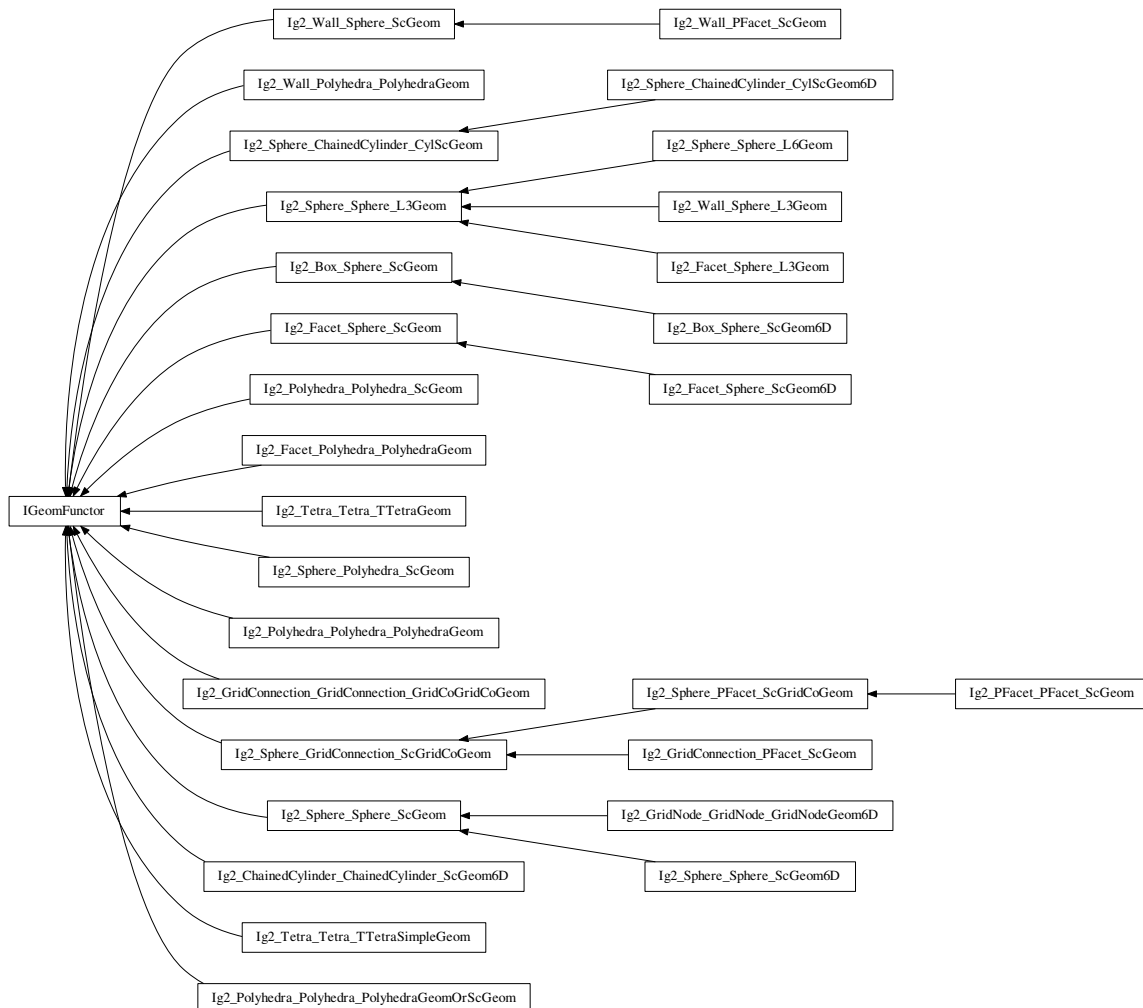 Ig2_Wall_Sphere_ScGeom
Ig2_Wall_PFacet_ScGeom
Ig2_Wall_Polyhedra_PolyhedraGeom
Ig2_Sphere_ChainedCylinder_CylScGeom6D
Ig2_Sphere_ChainedCylinder_CylScGeom
Ig2_Sphere_Sphere_L6Geom
Ig2_Sphere_Sphere_L3Geom
Ig2_Wall_Sphere_L3Geom
Ig2_Box_Sphere_ScGeom
Ig2_Facet_Sphere_L3Geom
Ig2_Facet_Sphere_ScGeom
Ig2_Box_Sphere_ScGeom6D
Ig2_Polyhedra_Polyhedra_ScGeom
Ig2_Facet_Sphere_ScGeom6D
Ig2_Facet_Polyhedra_PolyhedraGeom
IGeomFunctor
Ig2_Tetra_Tetra_TTetraGeom
Ig2_Sphere_Polyhedra_ScGeom
Ig2_Polyhedra_Polyhedra_PolyhedraGeom
Ig2_GridConnection_GridConnection_GridCoGridCoGeom
Ig2_Sphere_PFacet_ScGridCoGeom
Ig2_PFacet_PFacet_ScGeom
Ig2_Sphere_GridConnection_ScGridCoGeom
Ig2_GridConnection_PFacet_ScGeom
Ig2_Sphere_Sphere_ScGeom
Ig2_GridNode_GridNode_GridNodeGeom6D
Ig2_ChainedCylinder_ChainedCylinder_ScGeom6D
Ig2_Sphere_Sphere_ScGeom6D
Ig2_Tetra_Tetra_TTetraSimpleGeom
Ig2_Polyhedra_Polyhedra_PolyhedraGeomOrScGeom